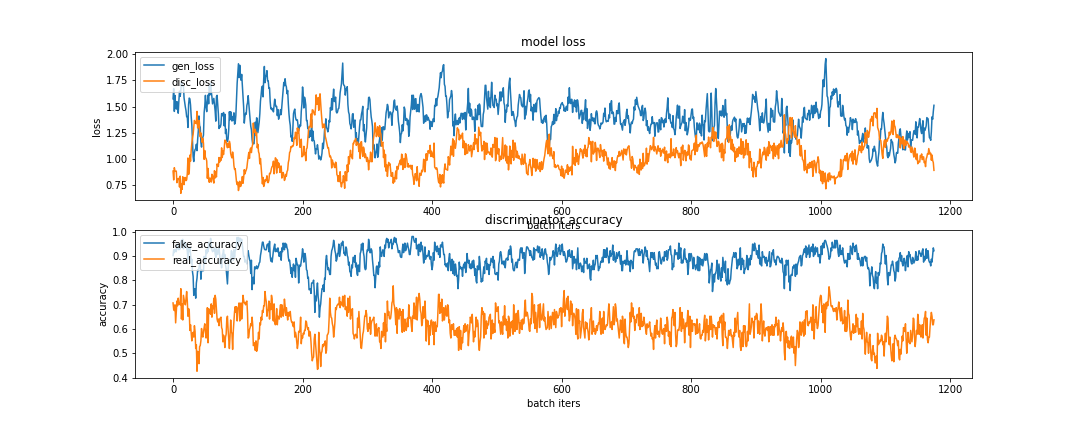 model loss
2.00
1.75
1.50
1.25
1.00
0.75
loss
gen_loss
disc_loss
0
200
400
600
800
1000
1200
batch iters
discriminator accuracy
1.0
0.9
0.8
0.7
0.6
0.5
0.4
accuracy
fake_accuracy
real_accuracy
0
200
400
600
800
1000
1200
batch iters